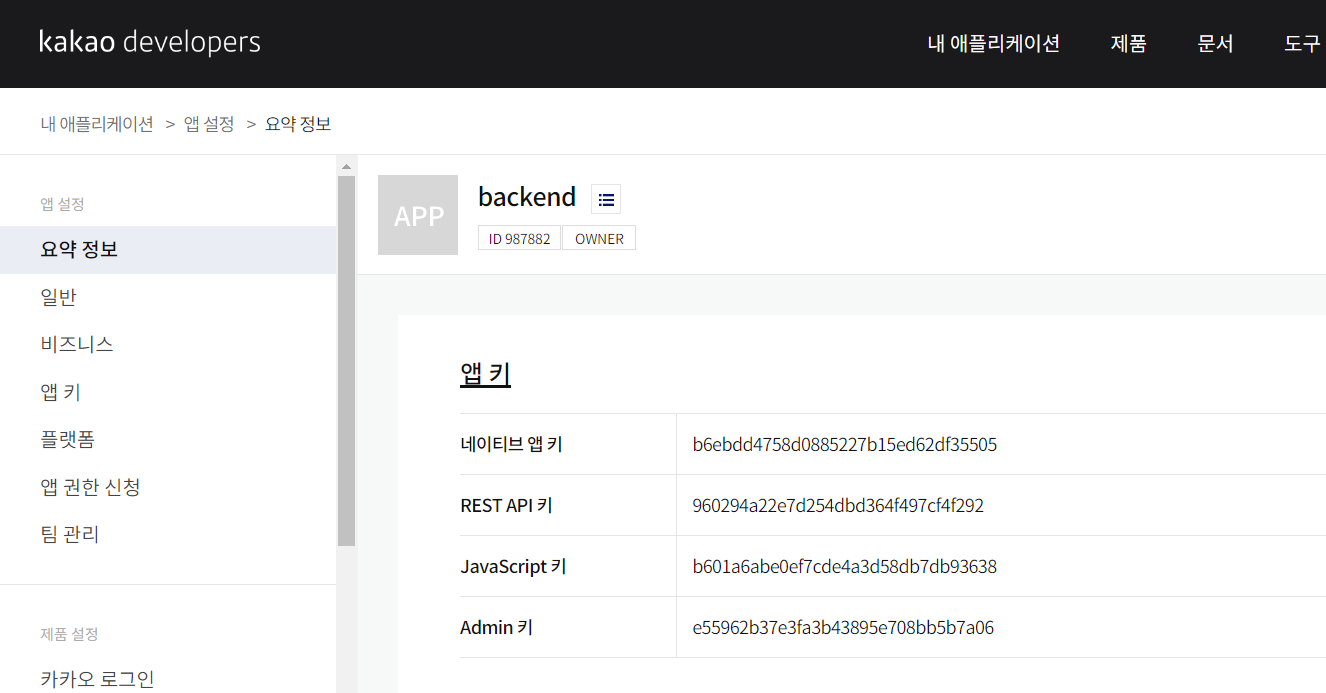 kakao developers
내 애플리케이션 제품 문서 도구
내 애플리케이션 > 앱 설정 > 요약 정보
앱 설정
요약 정보
일반
비즈니스
앱 키
플랫폼
앱 권한 신청
팀 관리
제품 설정
카카오 로그인
APP
backend
ID 987882 OWNER
앱 키
네이티브 앱 키 b6ebdd4758d0885227b15ed62df35505
REST API 키 960294a22e7d254dbd364f497cf4f292
JavaScript 키 b601a6abe0ef7cde4a3d58db7db93638
Admin 키 e55962b37e3fa3b43895e708bb5b7a06